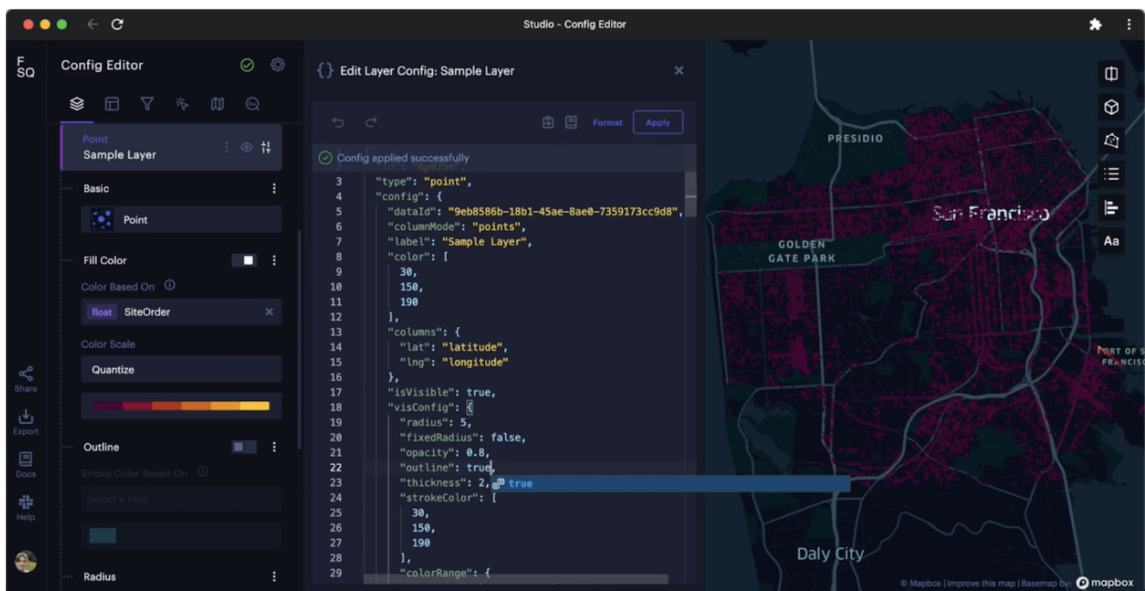 Studio - Config Editor
F
SQ
Config Editor
Point
Sample Layer
Basic
Point
Fill Color
Color Based On
float SiteOrder
Color Scale
Quantize
Outline
Stroke Color Based On
Select a field
Radius
Share
Export
Docs
Help
{} Edit Layer Config: Sample Layer
Format Apply
Config applied successfully
3 "type": "point",
4 "config": {
5 "dataId": "9eb8586b-18b1-45ae-8ae0-7359173cc9d8",
6 "columnMode": "points",
7 "label": "Sample Layer",
8 "color": [
9 30,
10 150,
11 190
12 ],
13 "columns": {
14 "lat": "latitude",
15 "lng": "longitude"
16 },
17 "isVisible": true,
18 "visConfig": {
19 "radius": 5,
20 "fixedRadius": false,
21 "opacity": 0.8,
22 "outline": true,
23 "thickness": 2,
true
24 "strokeColor": [
25 30,
26 150,
27 190
28 ],
29 "colorRange": {
PRESIDIO
San Francisco
GOLDEN
GATE PARK
Daly City
Aa
© Mapbox | Improve this map | Basemap by:
mapbox